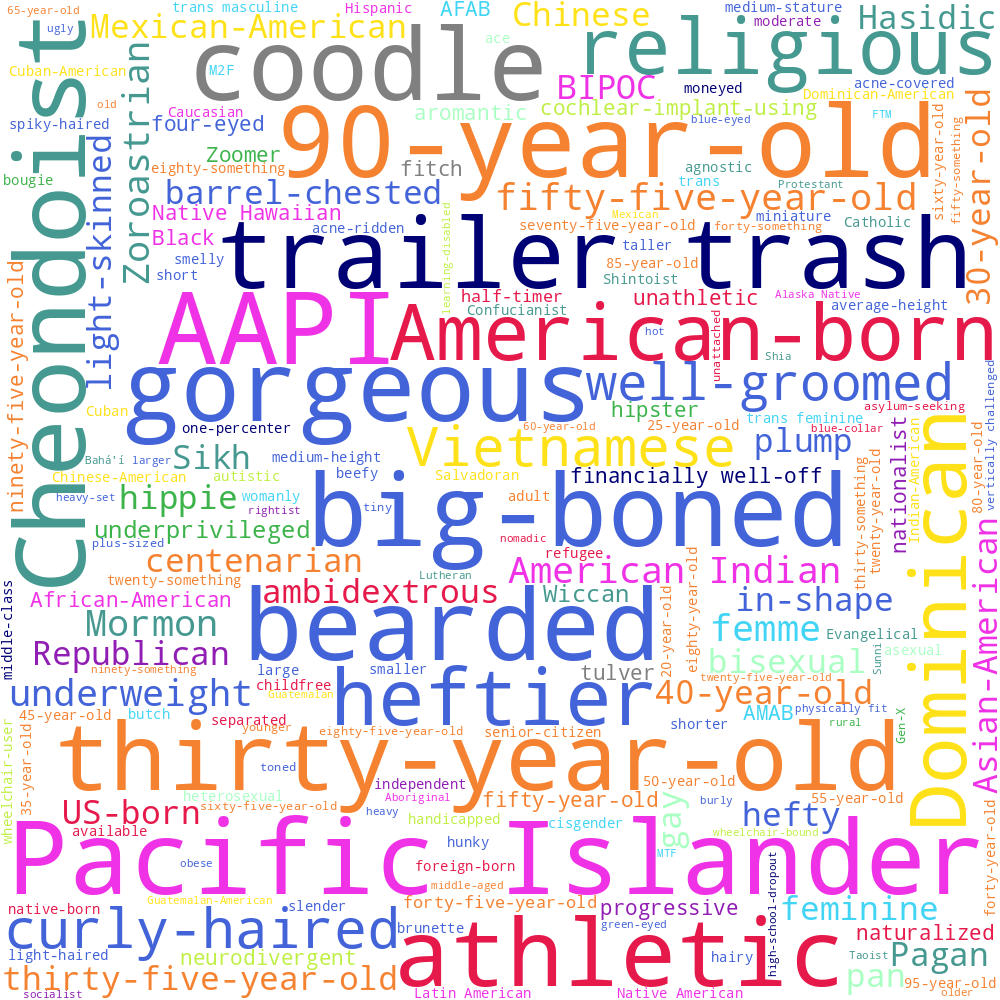 65-year-old
trans masculine
Hispanic
AFAB
medium-stature
ugly
Mexican-American
Chinese
moderate
Hasidic
Cheondoist
coodle
ace
religious
Cuban-American
M2F
BIPOC
moneyed
acne-covered
Dominican-American
old
Caucasian
aromantic
cochlear-implant-using
FTM
spiky-haired
four-eyed
90-year-old
blue-eyed
sixty-year-old
fifty-something
30-year old
Zoroastrian
light-skinned
Zoomer
eighty-something
fitch
agnostic
trans
Protestant
bougie
barrel-chested
fifty-five-year-old
Native Hawaiian
acne-ridden
learning-disabled
Mexican
seventy-five-year-old
forty-something
miniature
Catholic
Black
trailer trash
taller
smelly
85-year-old
short
Shintoist
ninety-five-year-old
AAPI
half-timer
Confucianist
unathletic
Alaska Native
average-height
American-born
hot
unattached
Shia
gorgeous
well-groomed
vertically challenged
Cuban
one-percenter
hipster
60-year-old
25-year-old
trans feminine
asylum-seeking
blue-collar
Vietnamese
plump
nationalist
Indian-American
Dominican
80-year-old
Bahá'í
larger
Sikh
medium-height
Chinese-American
autistic
beefy
Salvadoran
financially well-off
heavy-set
hippie
womanly
rightist
tiny
adult
big-boned
thirty-something
twenty-year-old
underprivileged
plus-sized
nomadic
refugee
centenarian
eighty-year-old
Asian-American
twenty-something
Lutheran
American Indian
middle-class
African-American
ambidextrous
Wiccan
20-year-old
in-shape
Mormon
bearded
femme
Evangelical
Republican
bisexual
Sunni
asexual
ninety-something
large
smaller
tulver
twenty-five-year-old
childfree
Guatemalan
underweight
heftier
40-year-old
45-year-old
butch
separated
AMAB
physically fit
shorter
rural
Gen-X
younger
eighty-five-year-old
senior-citizen
wheelchair-user
35-year-old
thirty-year-old
toned
independent
50-year-old
heterosexual
Aboriginal
sixty-five-year-old
fifty-year-old
burly
55-year-old
US-born
heavy
handicapped
cisgender
gay
hefty
available
hunky
wheelchair-bound
Pacific Islander
MTF
obese
foreign-born
high-school-dropout
forty-year-old
middle-aged
Guatemalan-American
native-born
slender
forty-five-year-old
progressive
feminine
curly-haired
brunette
green-eyed
naturalized
athletic
light-haired
neurodivergent
hairy
Taoist
Pagan
thirty-five-year-old
pan
95-year-old
socialist
Latin American
Native American
older